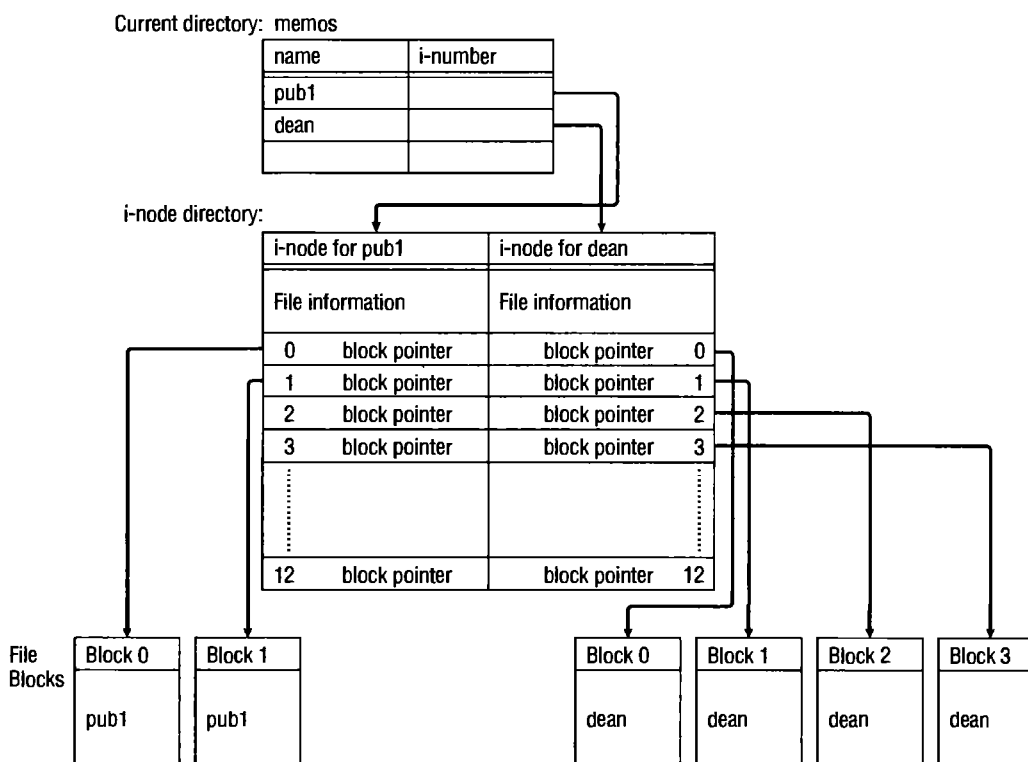 Current directory: memos
name i-number
pub1
dean
i-node directory:
i-node for pub1 i-node for dean
File information File information
0 block pointer block pointer 0
1 block pointer block pointer 1
2 block pointer block pointer 2
3 block pointer block pointer 3
12 block pointer block pointer 12
File Blocks
Block 0 Block 1 Block 0 Block 1 Block 2 Block 3
pub1 pub1 dean dean dean dean